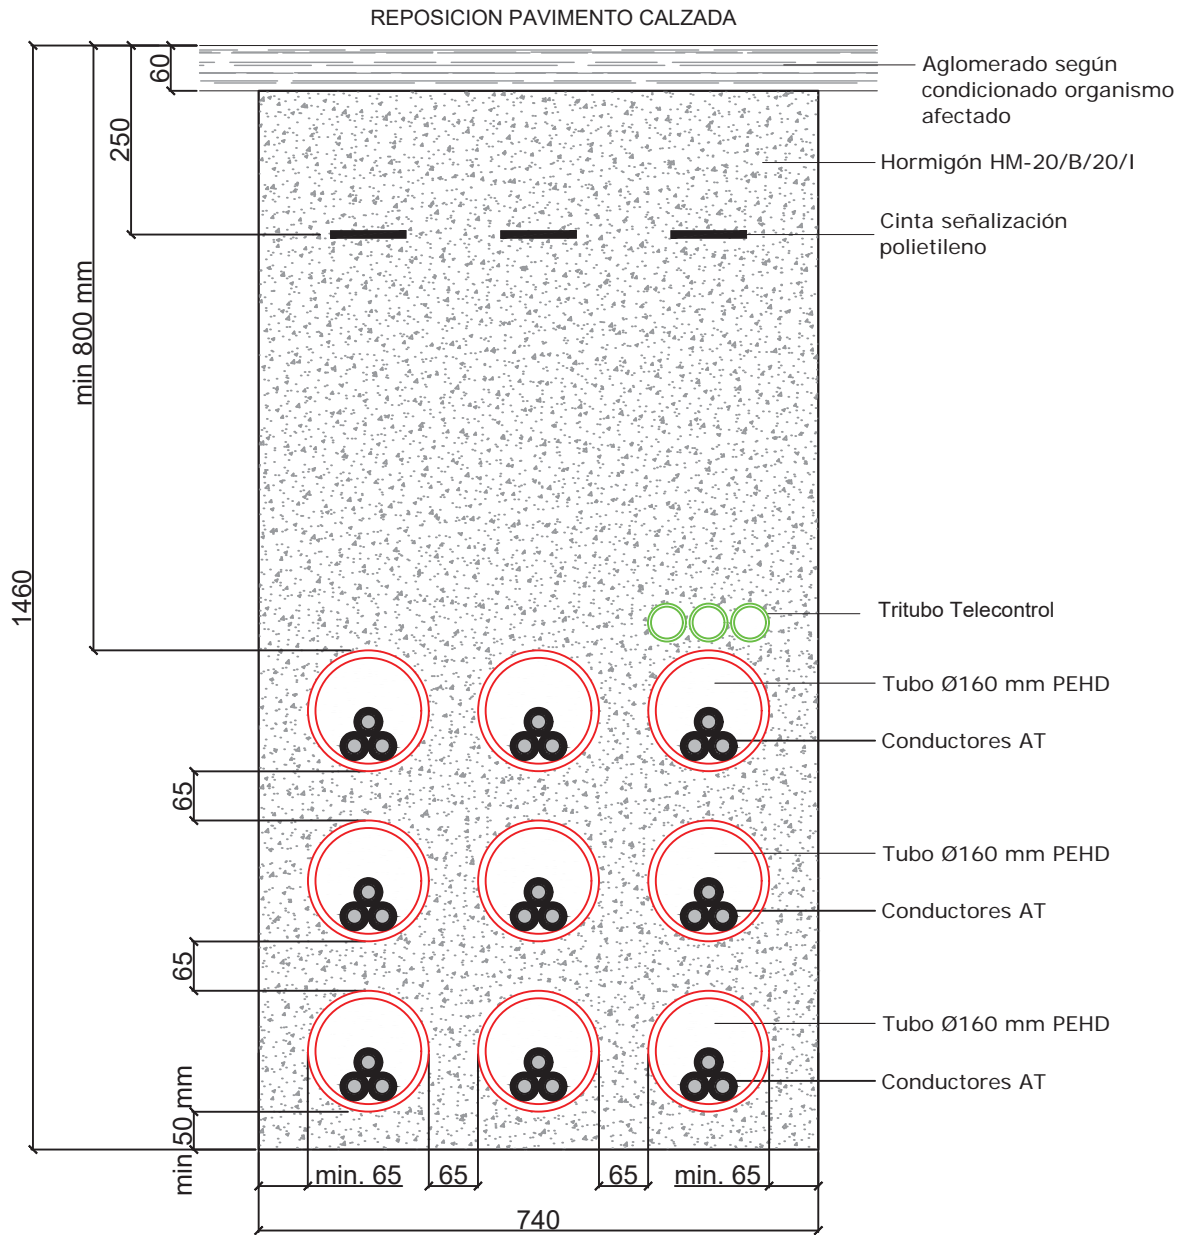 REPOSICION PAVIMENTO CALZADA
60
Aglomerado según
condicionado organismo
afectado
250
Hormigón HM-20/B/20/I
Cinta señalización
polietileno
min 800 mm
1460
Tritubo Telecontrol
Tubo Ø160 mm PEHD
Conductores AT
65
Tubo Ø160 mm PEHD
Conductores AT
65
Tubo Ø160 mm PEHD
Conductores AT
min 50 mm
min. 65
65
65
min. 65
740